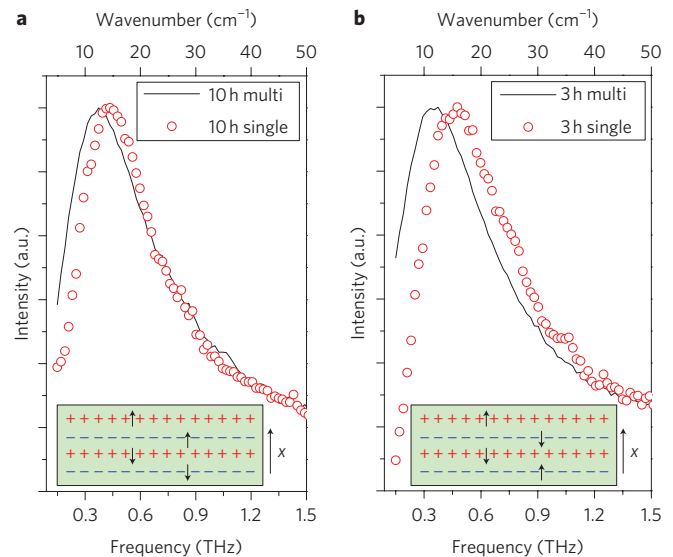 a
Wavenumber (cm⁻¹)
10 20 30 40 50
10 h multi
10 h single
Intensity (a.u.)
+ + + + + + + + + + + + + +
− − − − − − − − − − − − − −
+ + + + + + + + + + + + + +
− − − − − − − − − − − − − −
x
0.3 0.6 0.9 1.2 1.5
Frequency (THz)
b
Wavenumber (cm⁻¹)
10 20 30 40 50
3 h multi
3 h single
Intensity (a.u.)
+ + + + + + + + + + + + + +
− − − − − − − − − − − − − −
+ + + + + + + + + + + + + +
− − − − − − − − − − − − − −
x
0.3 0.6 0.9 1.2 1.5
Frequency (THz)